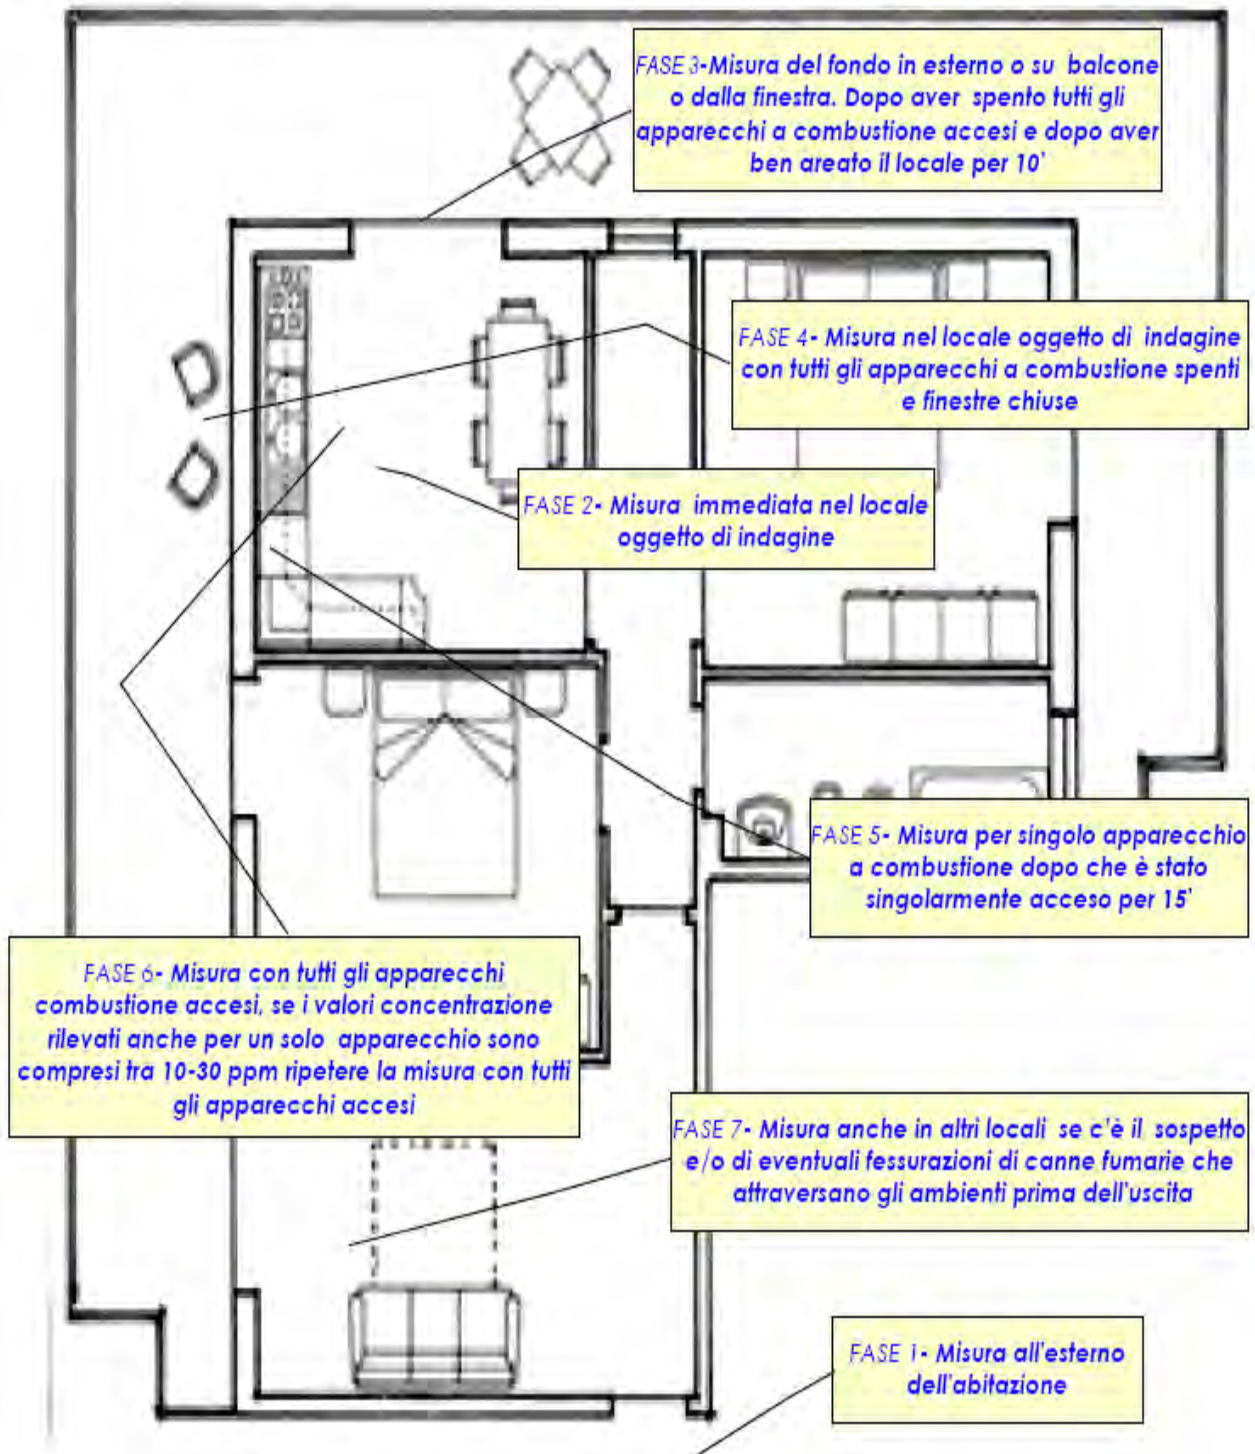 FASE 3-Misura del fondo in esterno o su balcone
o dalla finestra. Dopo aver spento tutti gli
apparecchi a combustione accesi e dopo aver
ben areato il locale per 10'
FASE 4- Misura nel locale oggetto di indagine
con tutti gli apparecchi a combustione spenti
e finestre chiuse
FASE 2- Misura immediata nel locale
oggetto di indagine
FASE 5- Misura per singolo apparecchio
a combustione dopo che è stato
singolarmente acceso per 15'
FASE 6- Misura con tutti gli apparecchi
combustione accesi, se i valori concentrazione
rilevati anche per un solo apparecchio sono
compresi tra 10-30 ppm ripetere la misura con tutti
gli apparecchi accesi
FASE 7- Misura anche in altri locali se c'è il sospetto
e/o di eventuali fessurazioni di canne fumarie che
attraversano gli ambienti prima dell'uscita
FASE 1- Misura all'esterno
dell'abitazione